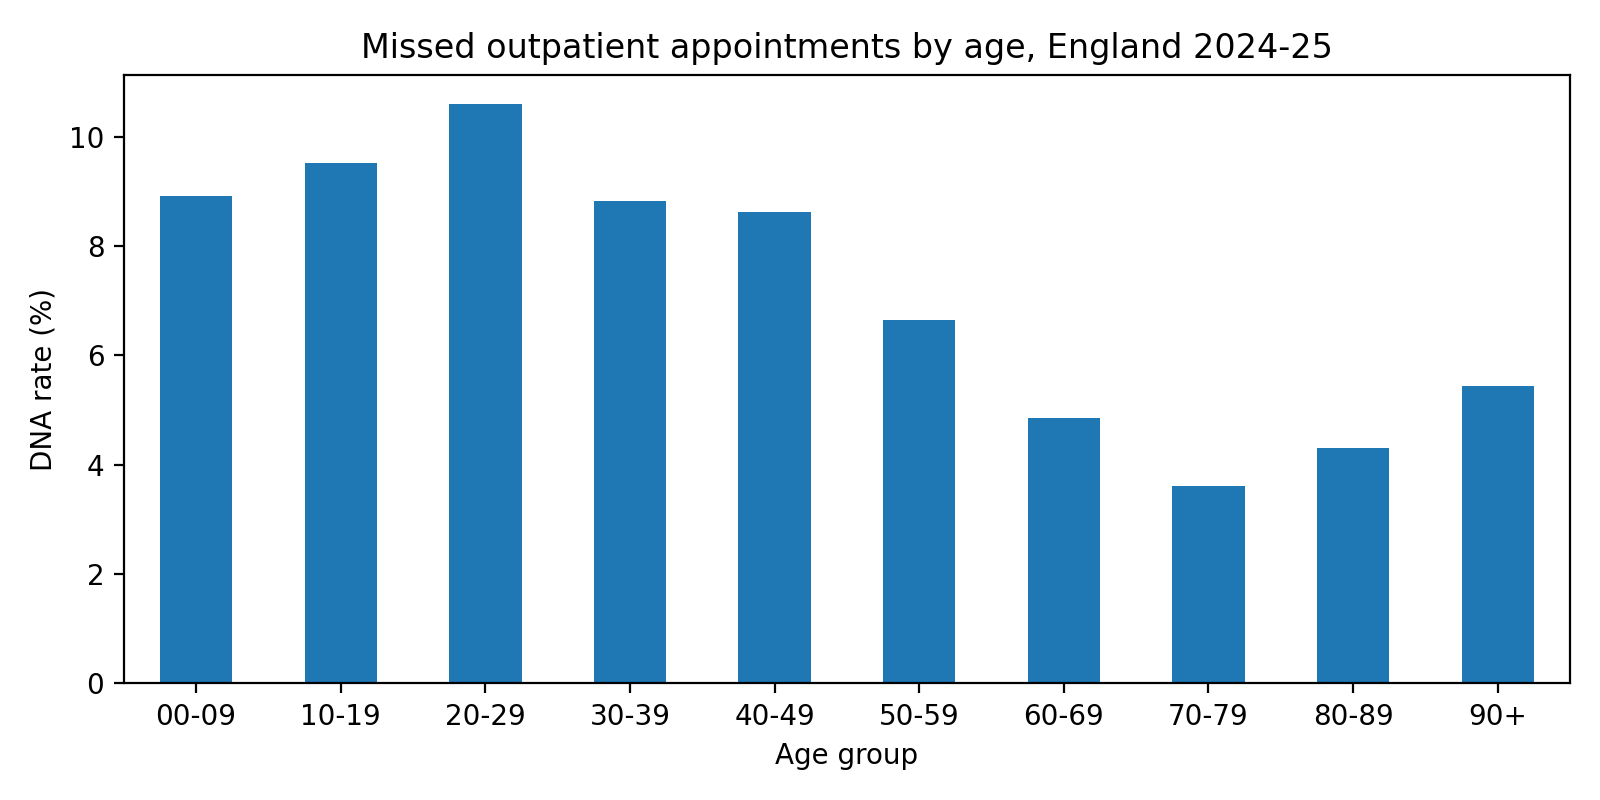 Missed outpatient appointments by age, England 2024-25
DNA rate (%)
10
8
6
4
2
0
00-09 10-19 20-29 30-39 40-49 50-59 60-69 70-79 80-89 90+
Age group